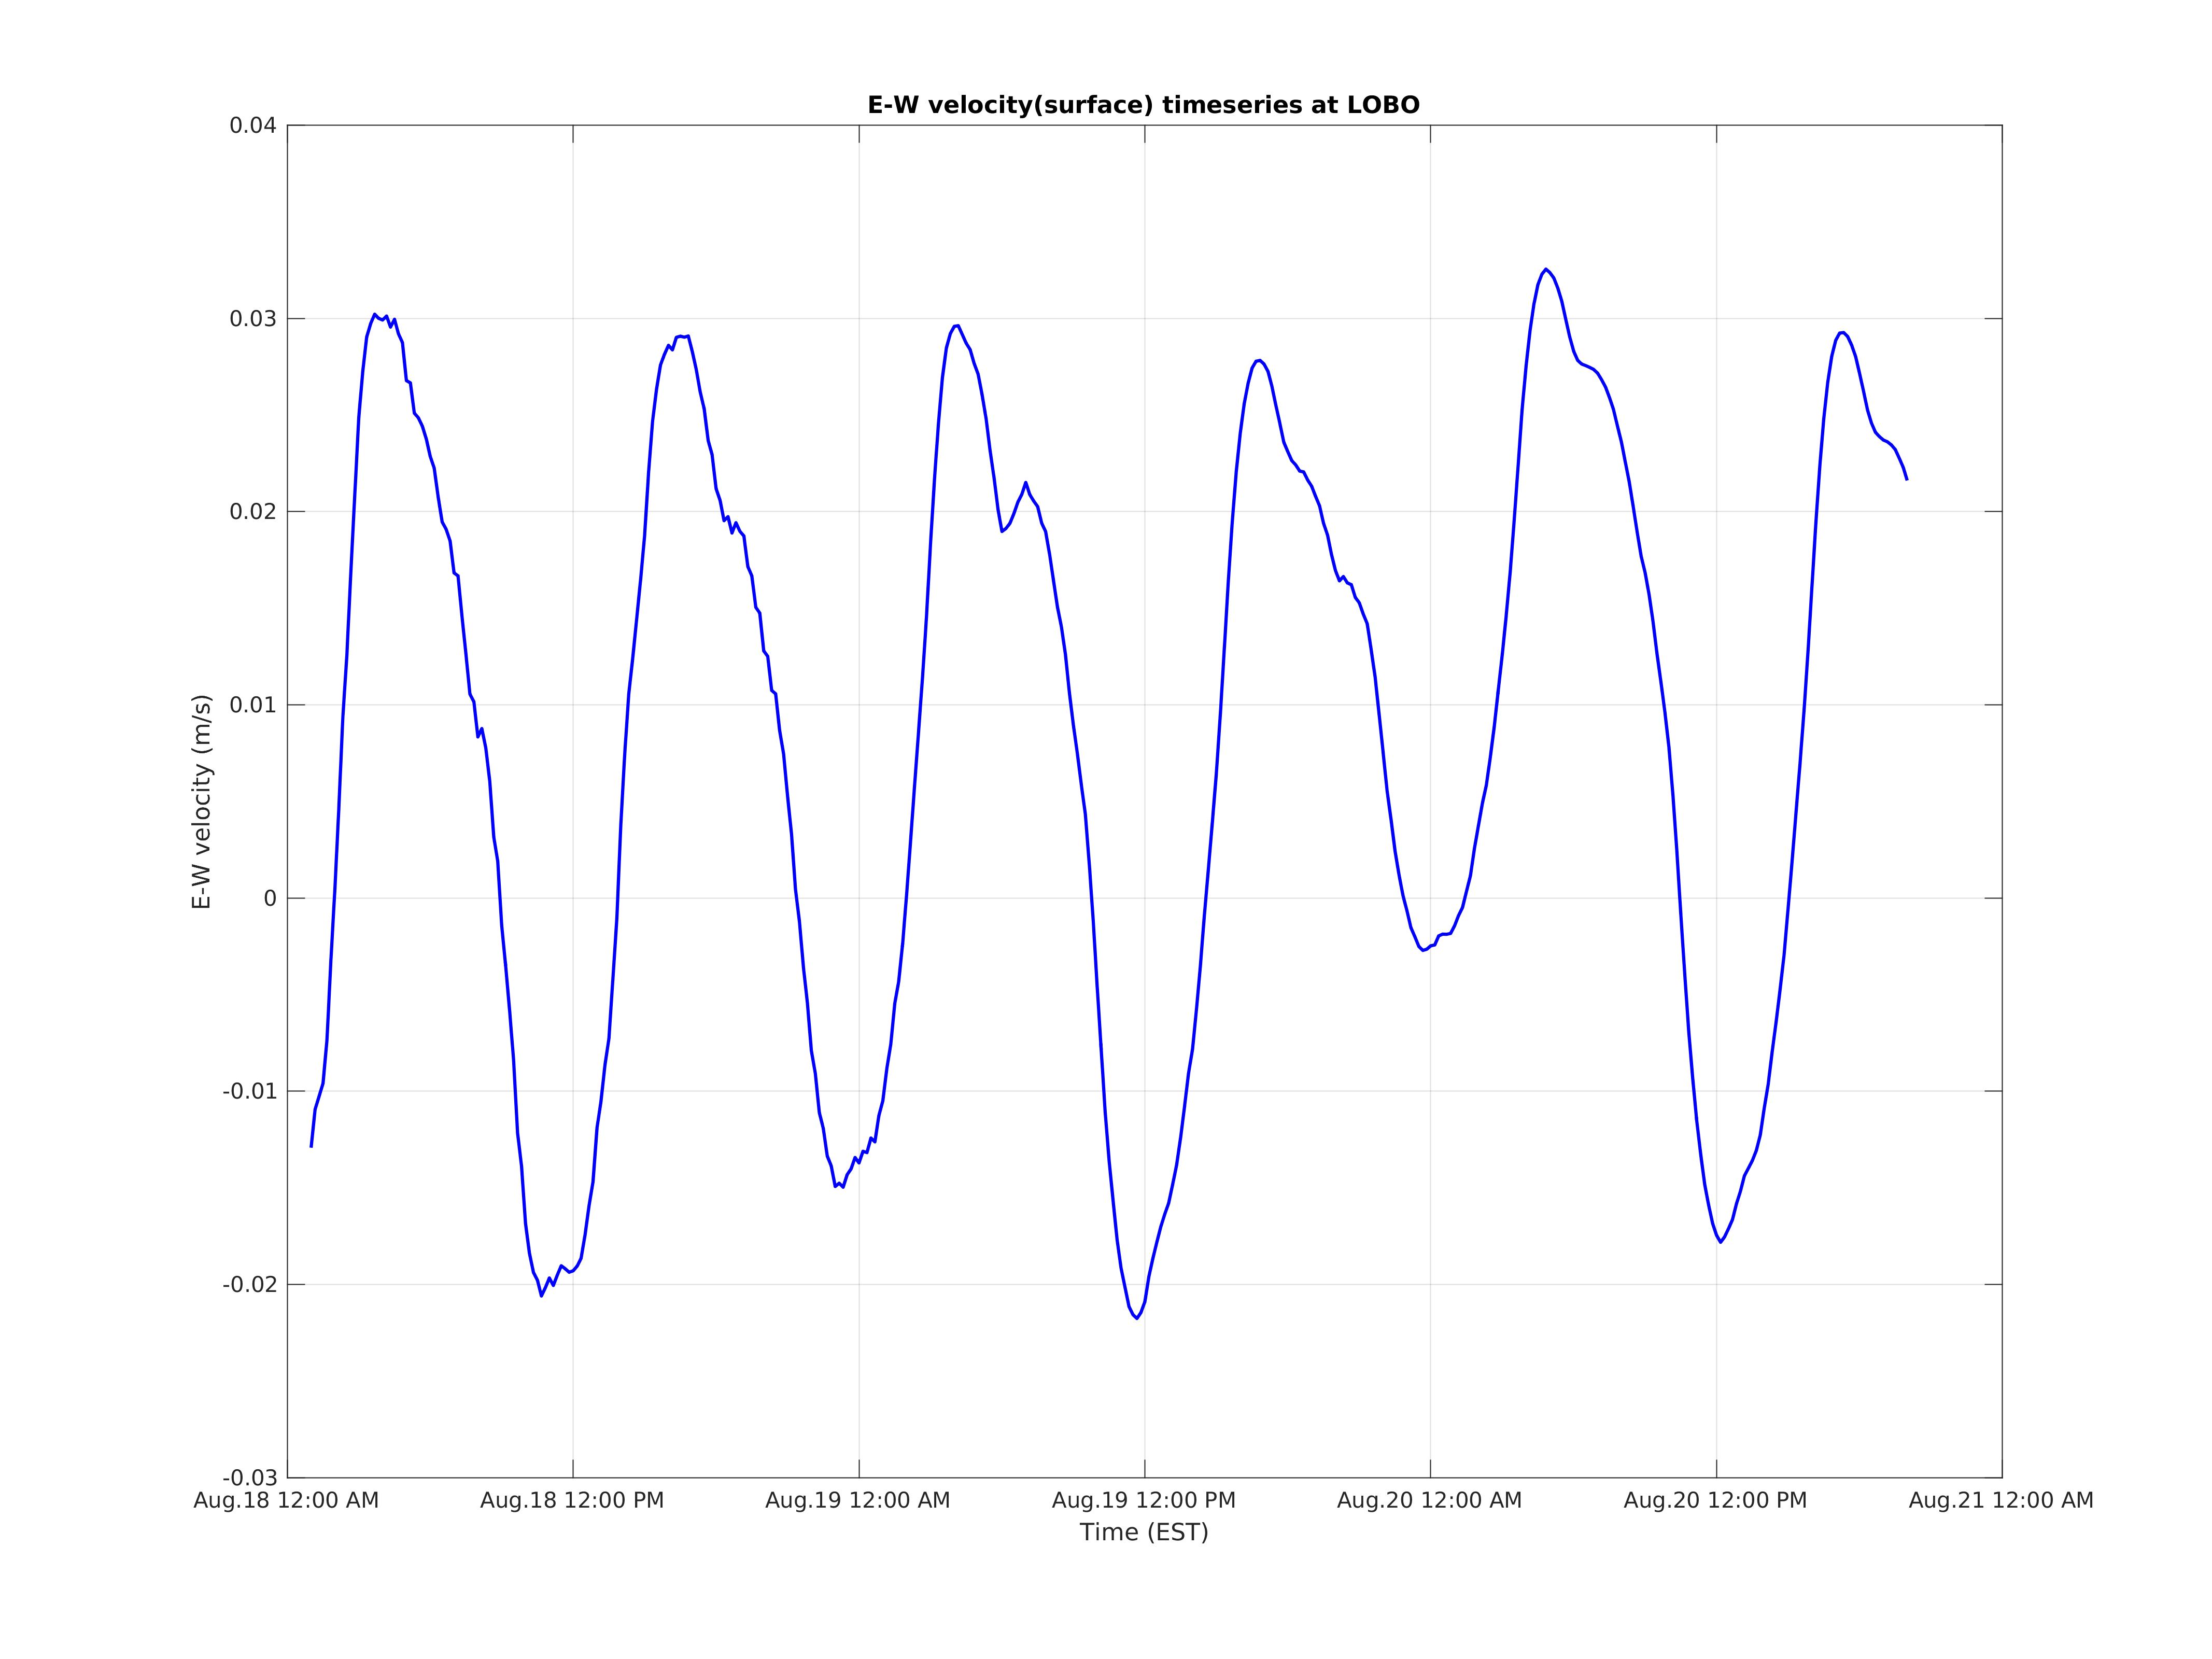 E-W velocity(surface) timeseries at LOBO
0.04
0.03
0.02
0.01
0
-0.01
-0.02
-0.03
E-W velocity (m/s)
Aug.18 12:00 AM
Aug.18 12:00 PM
Aug.19 12:00 AM
Aug.19 12:00 PM
Aug.20 12:00 AM
Aug.20 12:00 PM
Aug.21 12:00 AM
Time (EST)